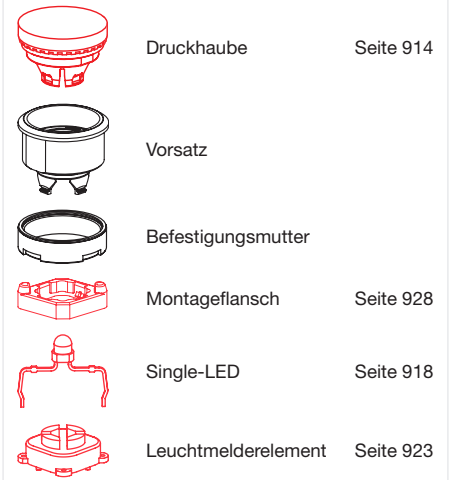 Druckhaube Seite 914
Vorsatz
Befestigungsmutter
Montageflansch Seite 928
Single-LED Seite 918
Leuchtmelderelement Seite 923